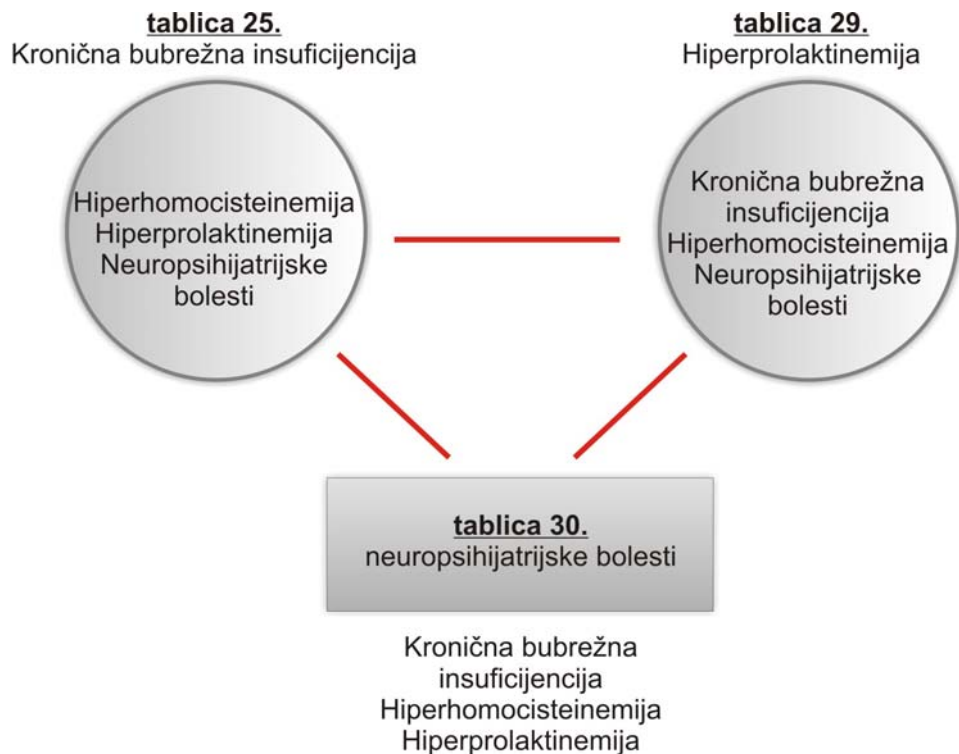 tablica 25.
Kronična bubrežna insuficijencija
Hiperhomocisteinemija
Hiperprolaktinemija
Neuropsihijatrijske
bolesti
tablica 29.
Hiperprolaktinemija
Kronična bubrežna
insuficijencija
Hiperhomocisteinemija
Neuropsihijatrijske
bolesti
tablica 30.
neuropsihijatrijske bolesti
Kronična bubrežna
insuficijencija
Hiperhomocisteinemija
Hiperprolaktinemija